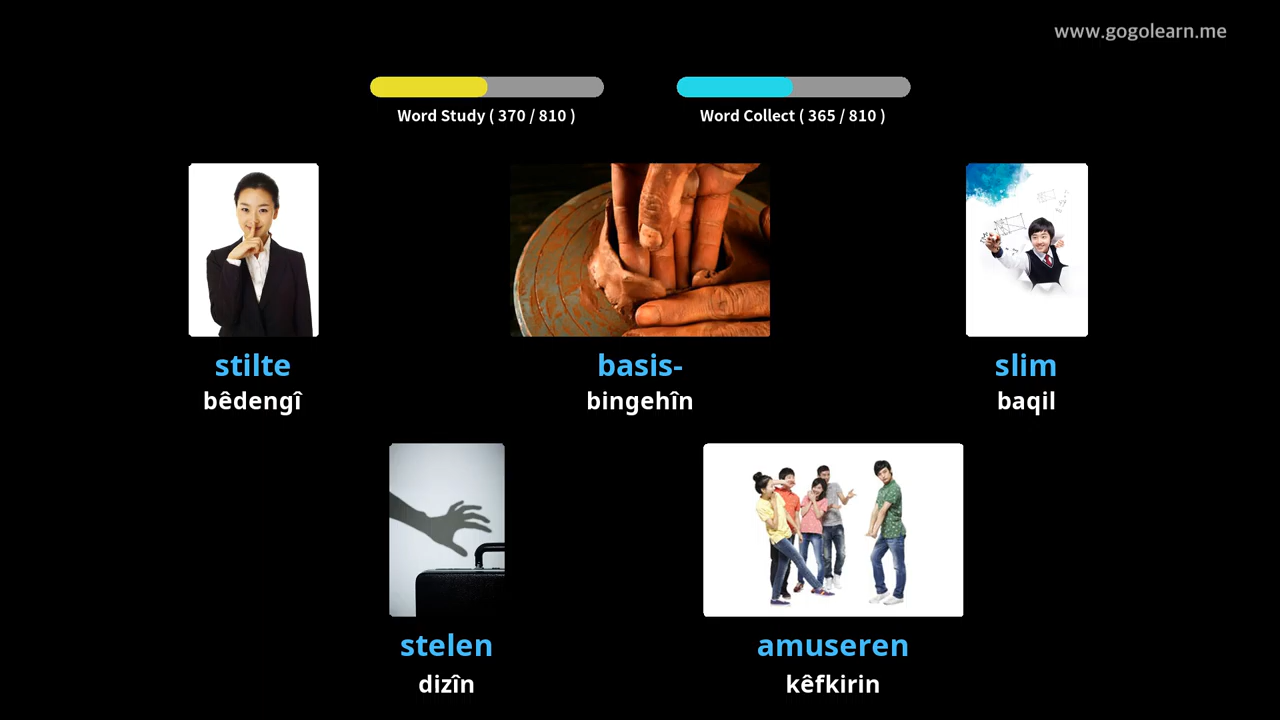 www.gogolearn.me
Word Study ( 370 / 810 )
Word Collect ( 365 / 810 )
stilte
bêdengî
basis-
bingehîn
slim
baqil
stelen
dizîn
amuseren
kêfkirin